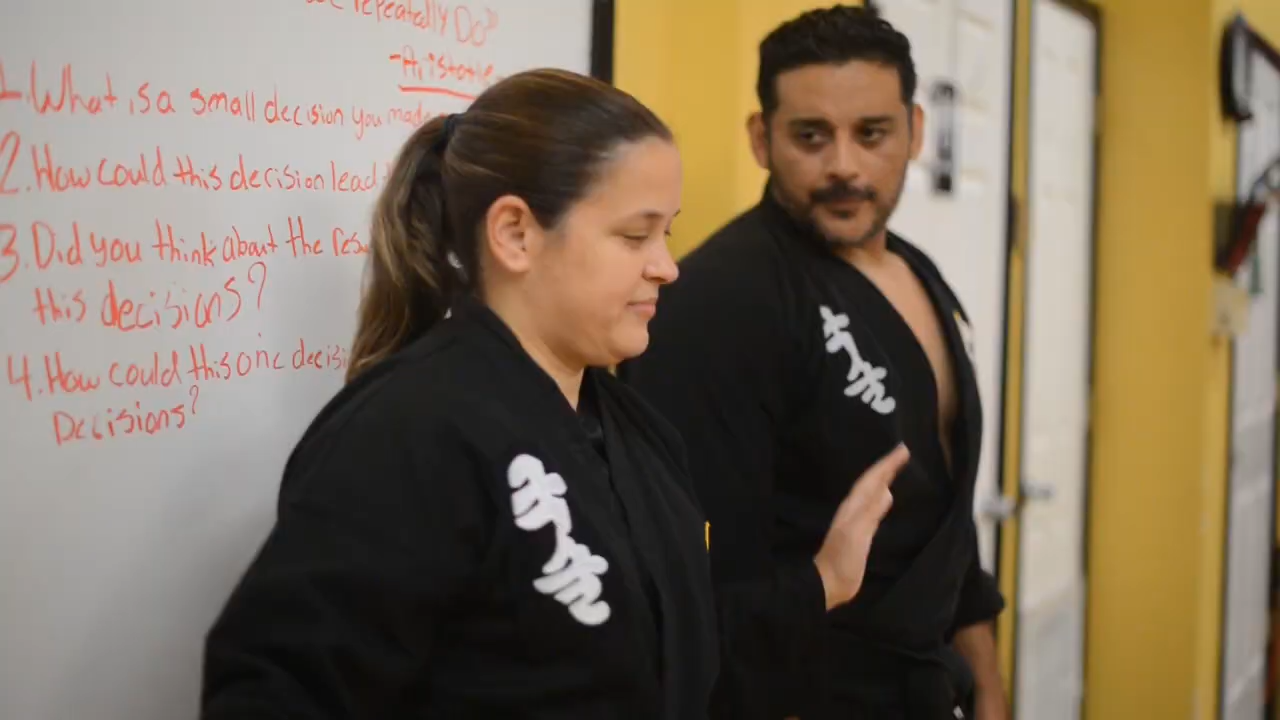 repeatedly Do"
-Aristotle
1. What is a small decision you made
2. How could this decision lead
3. Did you think about the
this decisions?
4. How could this one
Decisions?